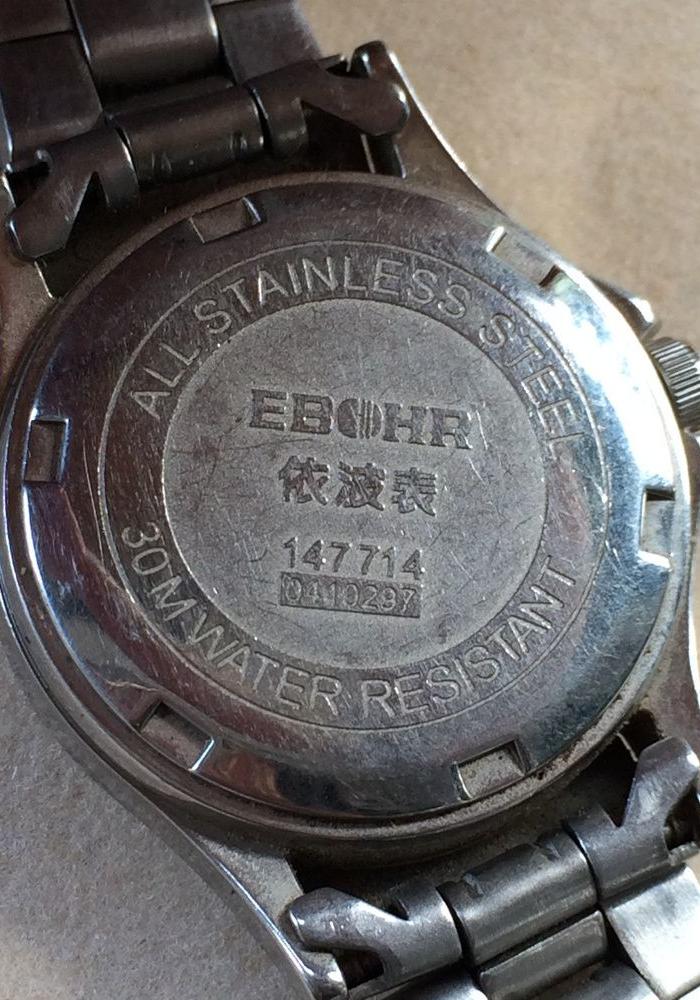 ALL STAINLESS STEEL
EBOHR
依波表
147714
0410297
30M WATER RESISTANT